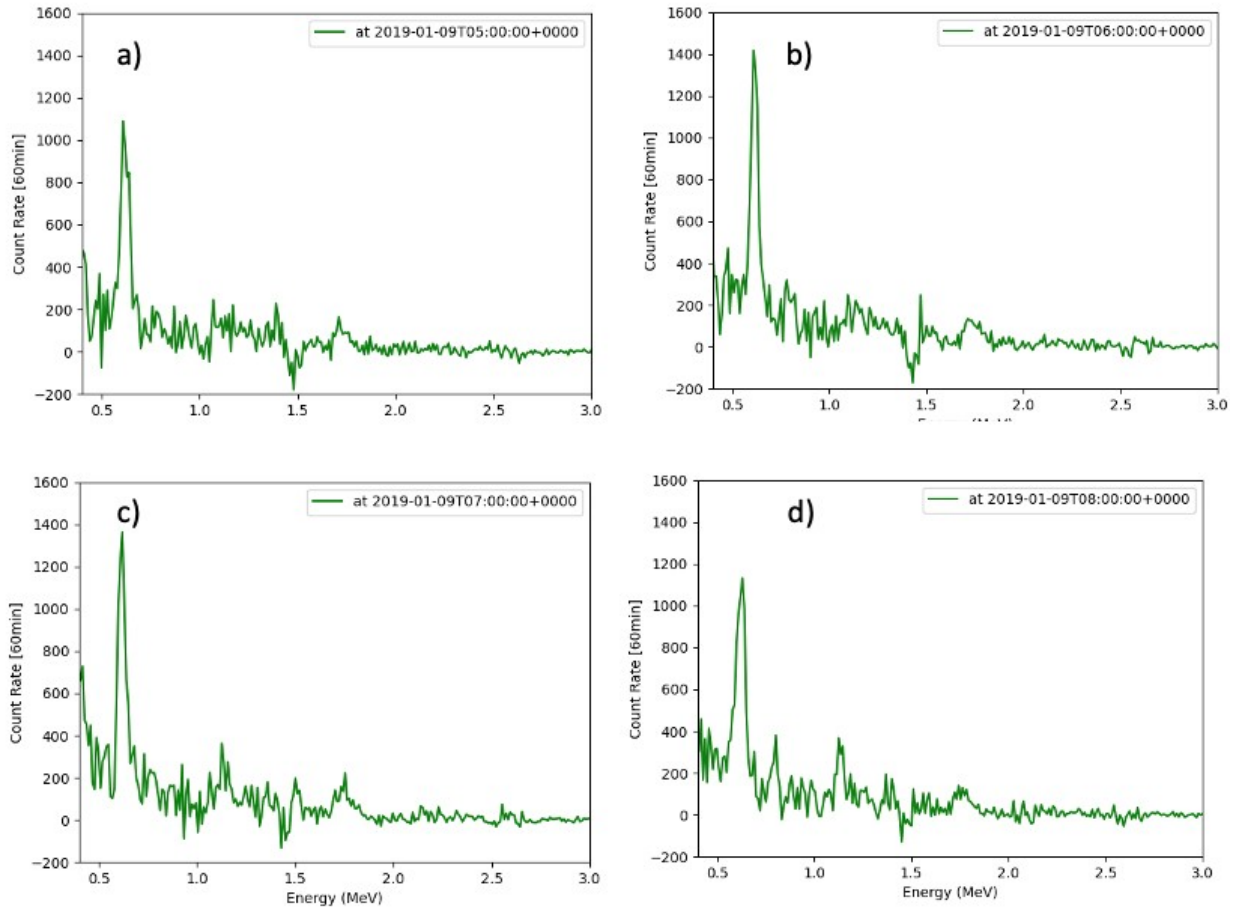 a)
at 2019-01-09T05:00:00+0000
Count Rate [60min]
1600
1400
1200
1000
800
600
400
200
0
−200
0.5 1.0 1.5 2.0 2.5 3.0
b)
at 2019-01-09T06:00:00+0000
Count Rate [60min]
1600
1400
1200
1000
800
600
400
200
0
−200
0.5 1.0 1.5 2.0 2.5 3.0
Energy (MeV)
c)
at 2019-01-09T07:00:00+0000
Count Rate [60min]
1600
1400
1200
1000
800
600
400
200
0
−200
0.5 1.0 1.5 2.0 2.5 3.0
Energy (MeV)
d)
at 2019-01-09T08:00:00+0000
Count Rate [60min]
1600
1400
1200
1000
800
600
400
200
0
−200
0.5 1.0 1.5 2.0 2.5 3.0
Energy (MeV)